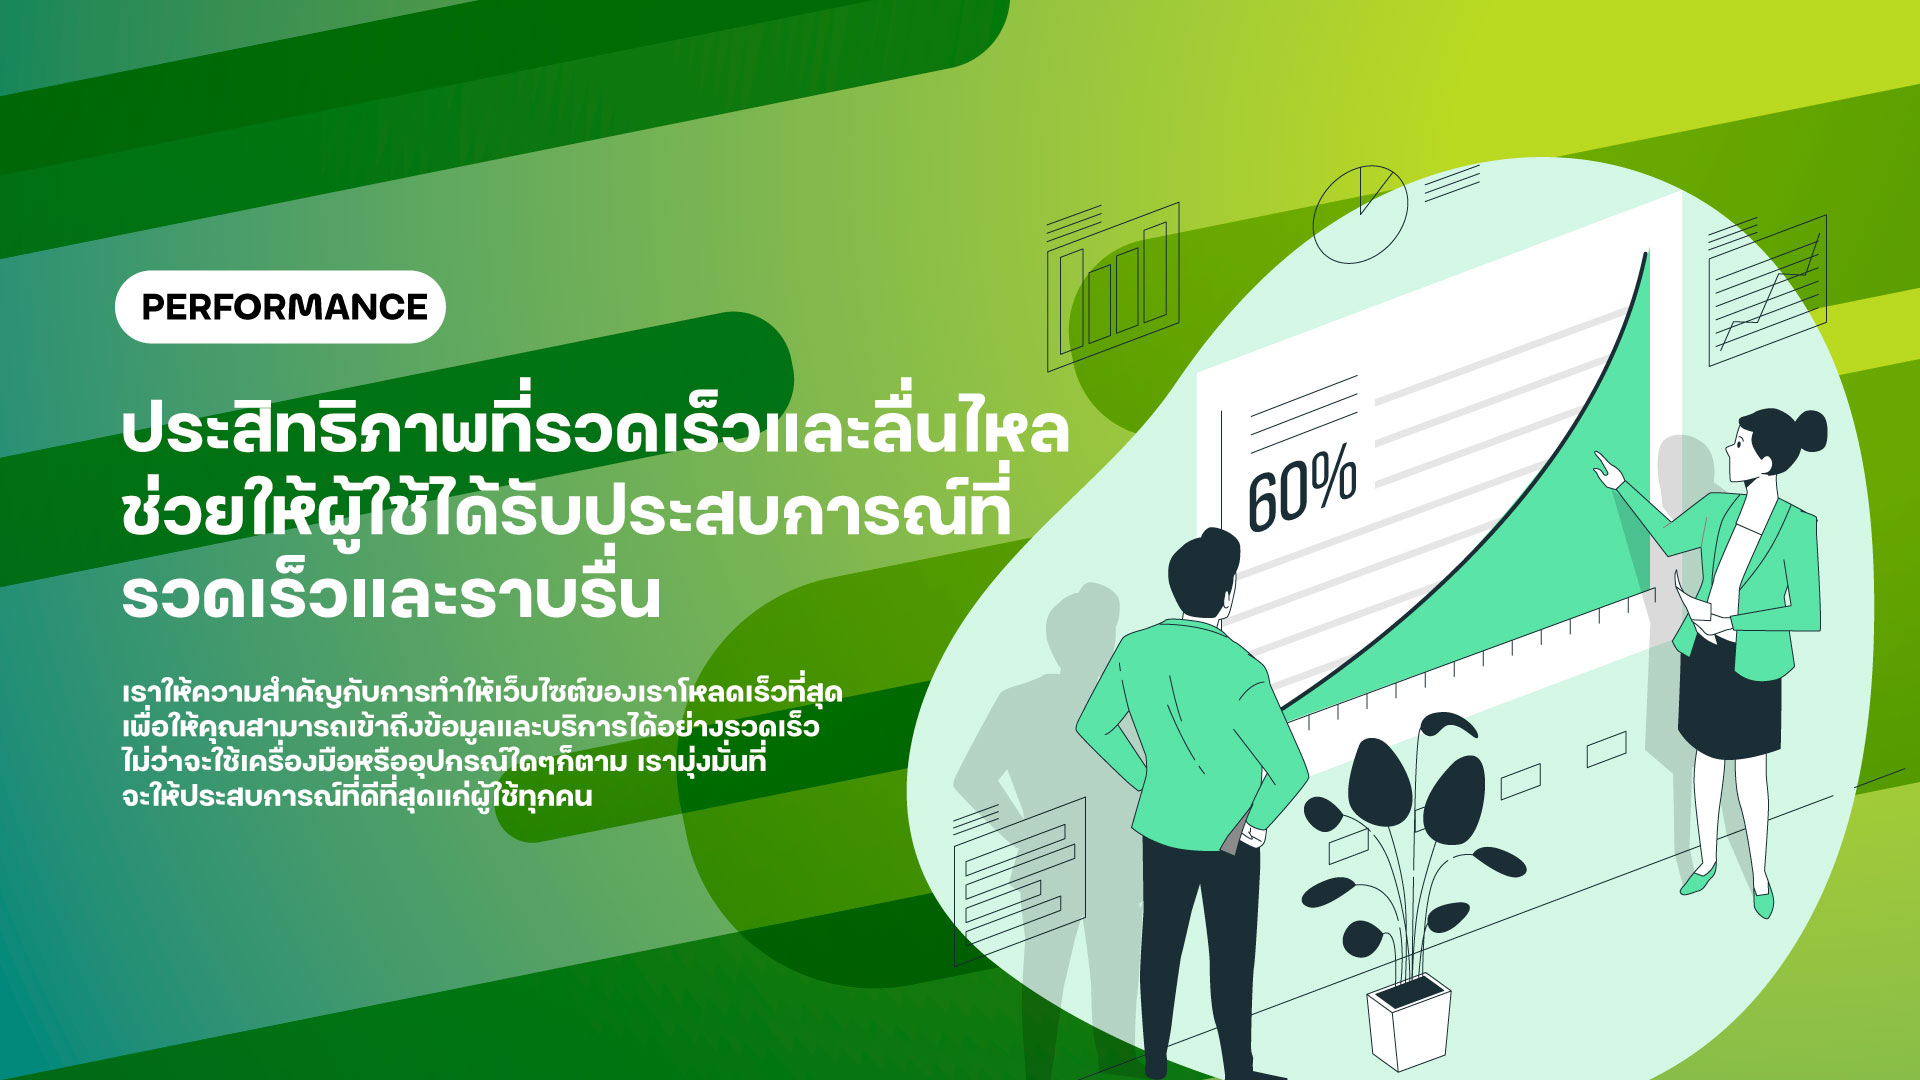 PERFORMANCE
ประสิทธิภาพที่รวดเร็วและลื่นไหล
ช่วยให้ผู้ใช้ได้รับประสบการณ์ที่
รวดเร็วและราบรื่น
เราให้ความสำคัญกับการทำให้เว็บไซต์ของเราโหลดเร็วที่สุด
เพื่อให้คุณสามารถเข้าถึงข้อมูลและบริการได้อย่างรวดเร็ว
ไม่ว่าจะใช้เครื่องมือหรืออุปกรณ์ใดๆก็ตาม เรามุ่งมั่นที่
จะให้ประสบการณ์ที่ดีที่สุดแก่ผู้ใช้ทุกคน
60%